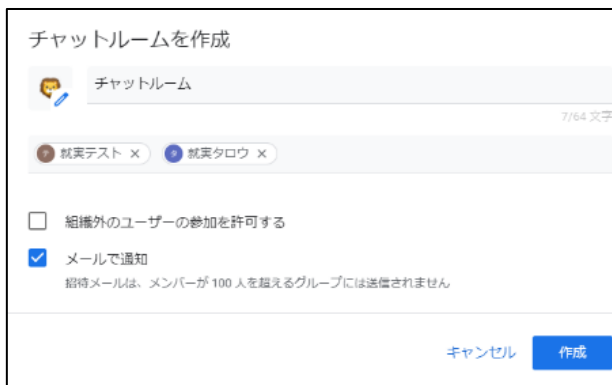 チャットルームを作成
チャットルーム
7/64 文字
テ 就実テスト × タ 就実タロウ ×
組織外のユーザーの参加を許可する
メールで通知
招待メールは、メンバーが 100 人を超えるグループには送信されません
キャンセル 作成